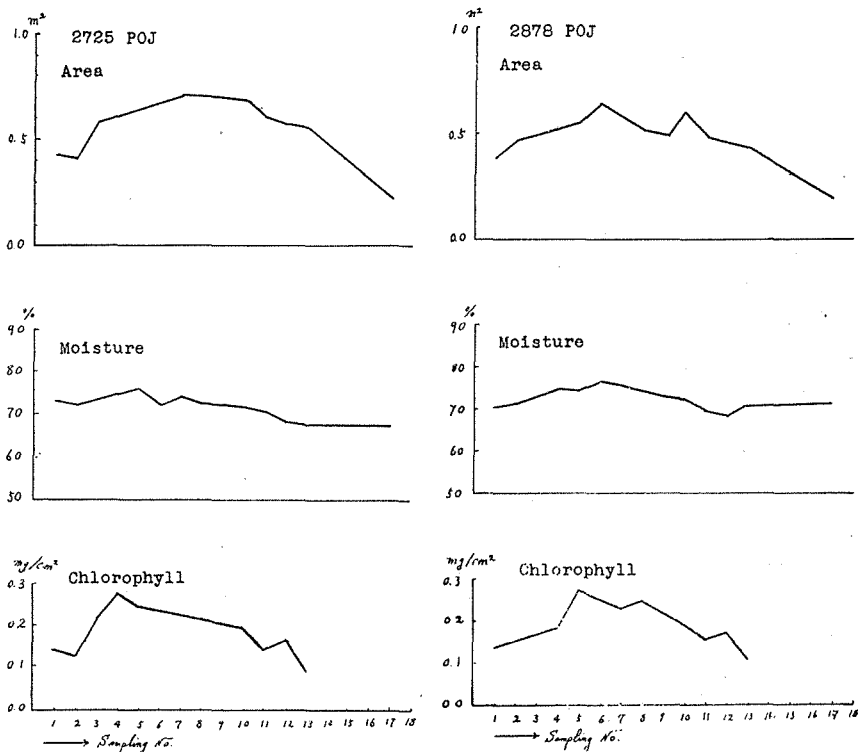 m²
2725 POJ
Area
1.0
0.5
0.0
m²
2878 POJ
Area
1.0
0.5
0.0
%
Moisture
90
80
70
60
50
%
Moisture
90
80
70
60
50
mg/cm²
Chlorophyll
0.3
0.2
0.1
0.0
1 2 3 4 5 6 7 8 9 10 11 12 13 14 15 16 17 18
→ Sampling No.
mg/cm²
Chlorophyll
0.3
0.2
0.1
0.0
1 2 3 4 5 6 7 8 9 10 11 12 13 14 15 16 17 18
→ Sampling No.